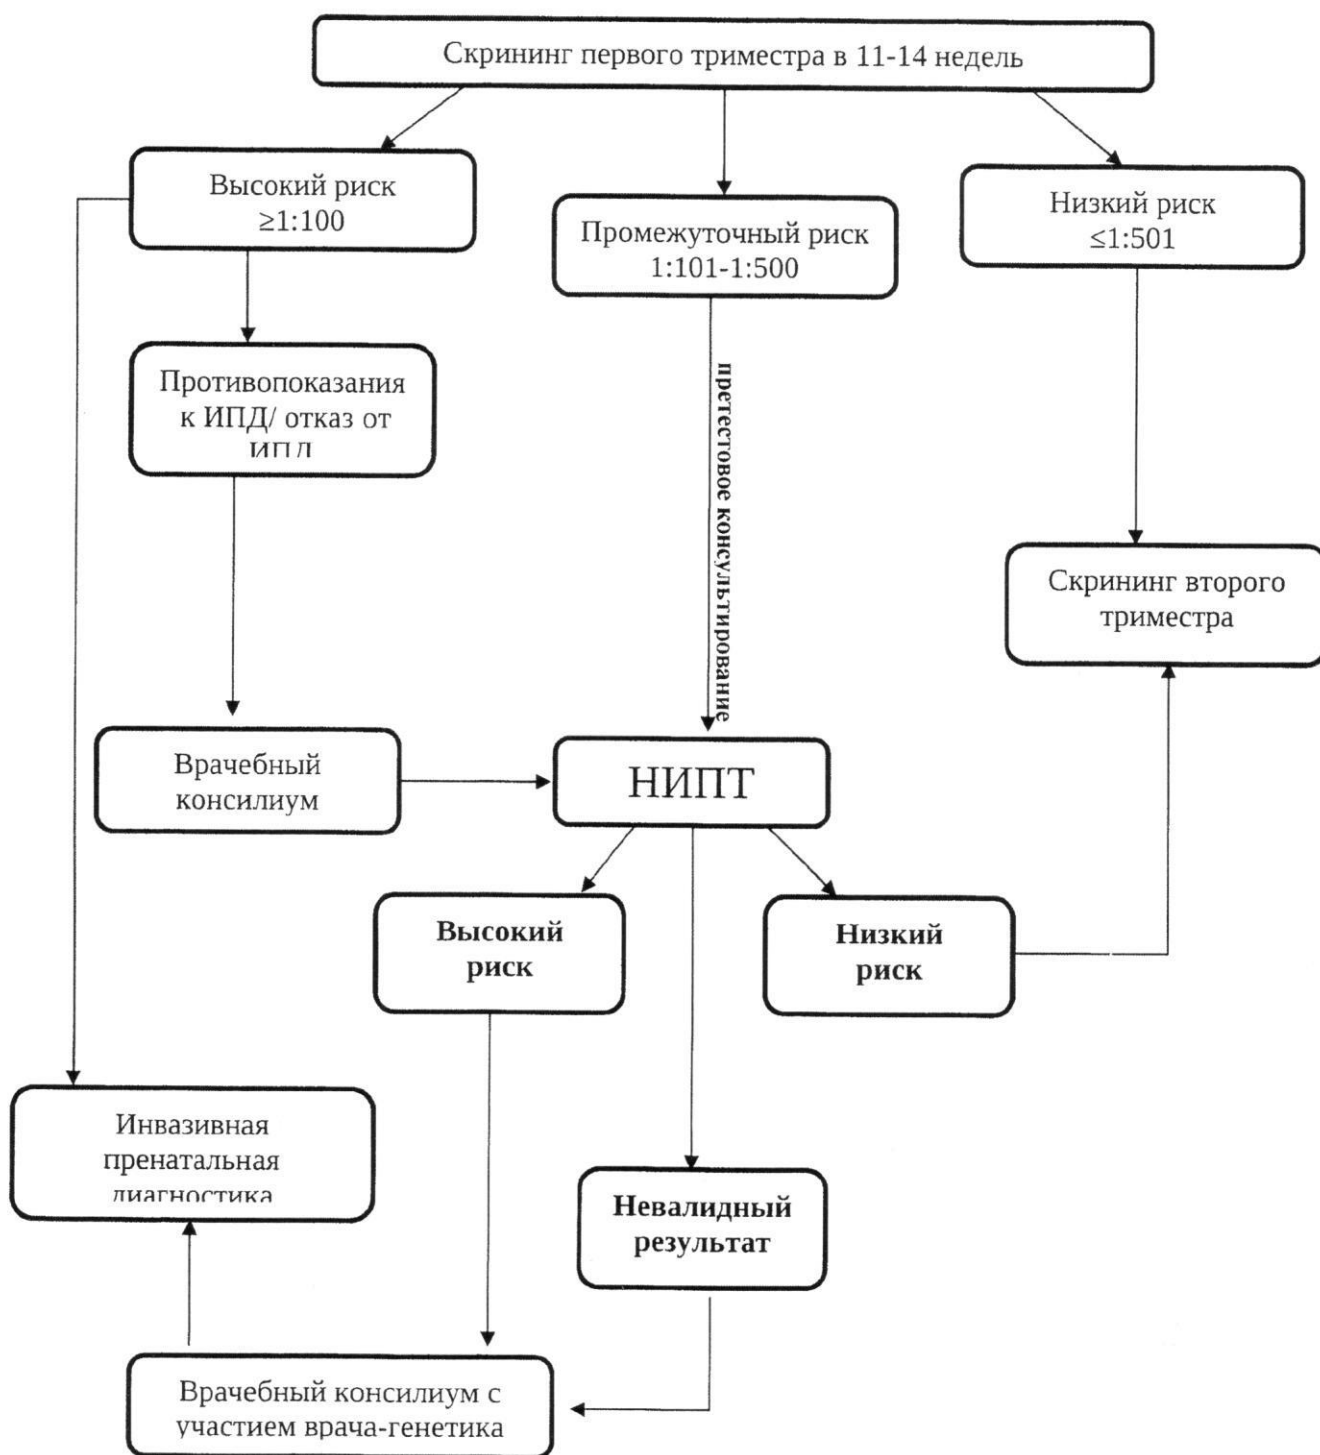 Скрининг первого триместра в 11-14 недель
Высокий риск
≥1:100
Промежуточный риск
1:101-1:500
Низкий риск
≤1:501
Противопоказания
к ИПД/ отказ от
ИПД
претестовое консультирование
Скрининг второго
триместра
Врачебный
консилиум
НИПТ
Высокий
риск
Низкий
риск
Инвазивная
пренатальная
диагностика
Невалидный
результат
Врачебный консилиум с
участием врача-генетика